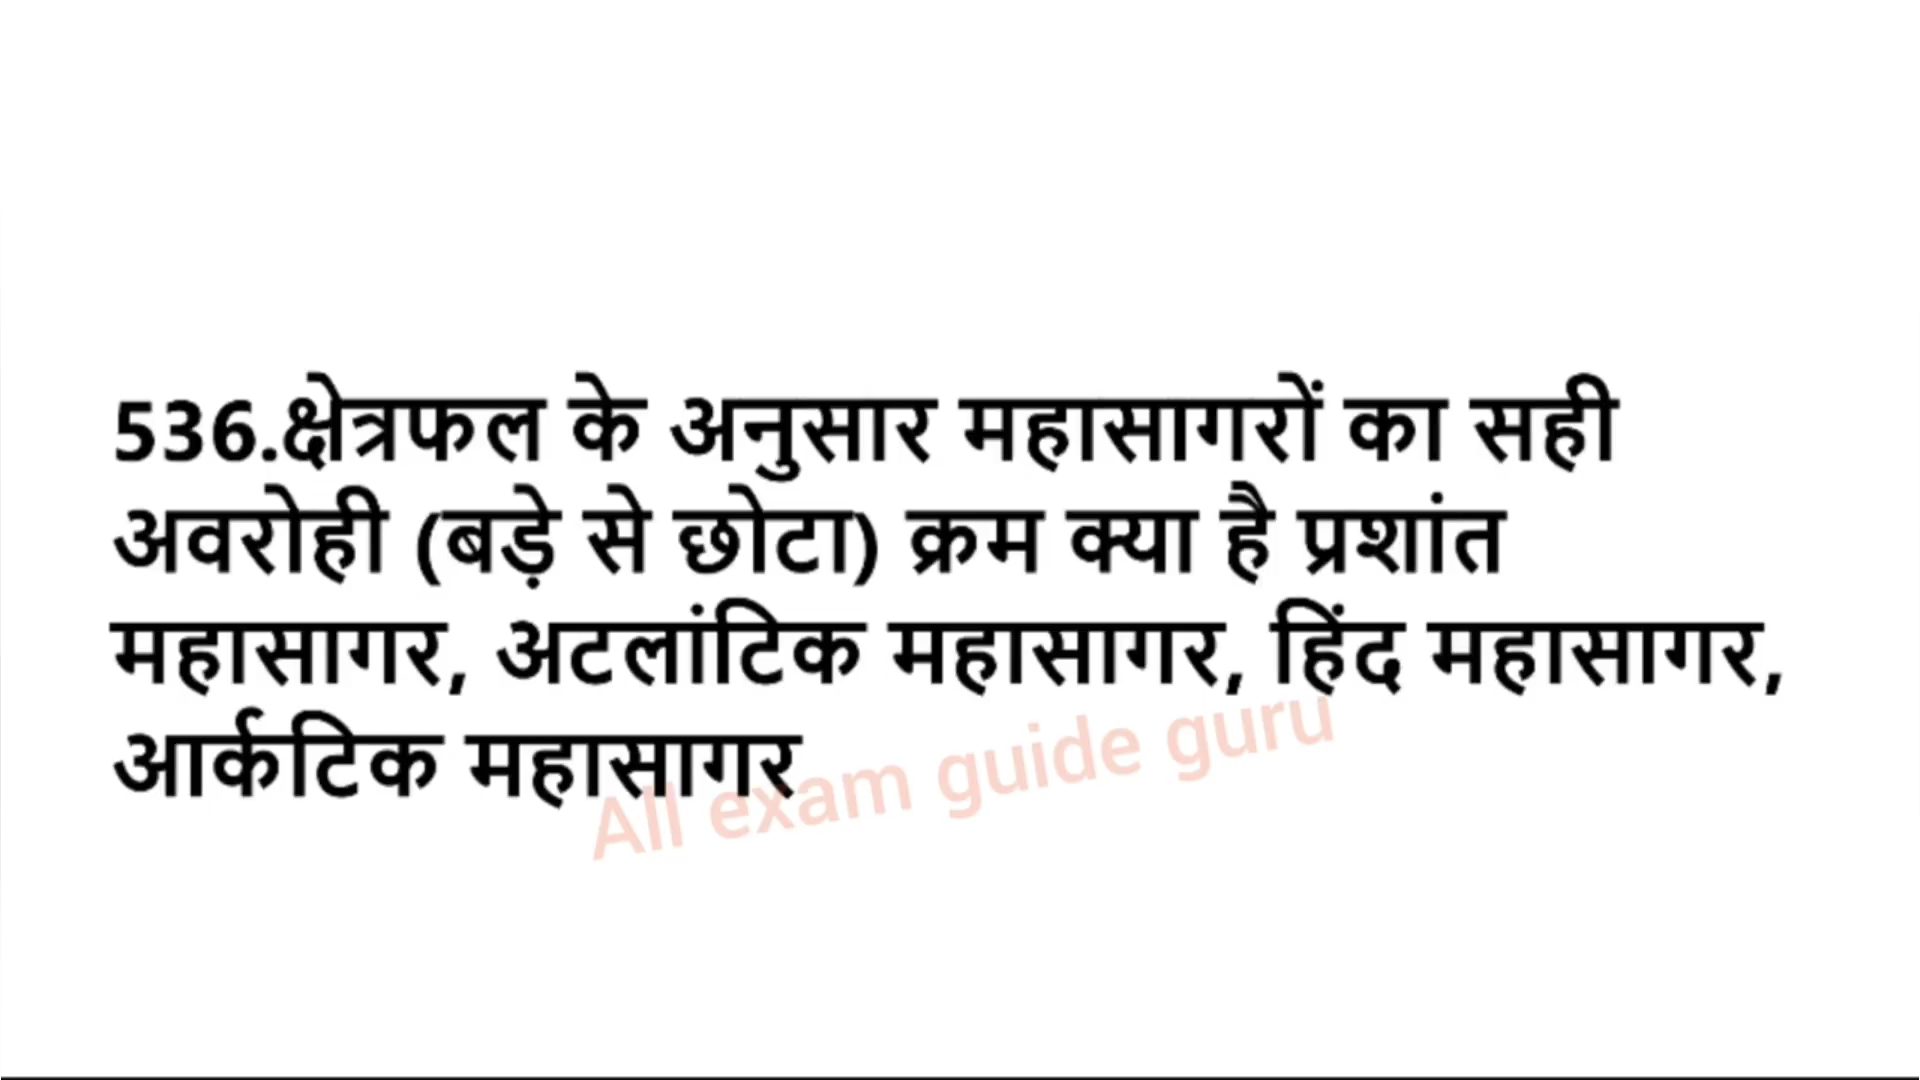 536.क्षेत्रफल के अनुसार महासागरों का सही
अवरोही (बड़े से छोटा) क्रम क्या है प्रशांत
महासागर, अटलांटिक महासागर, हिंद महासागर,
आर्कटिक महासागर
All exam guide guru